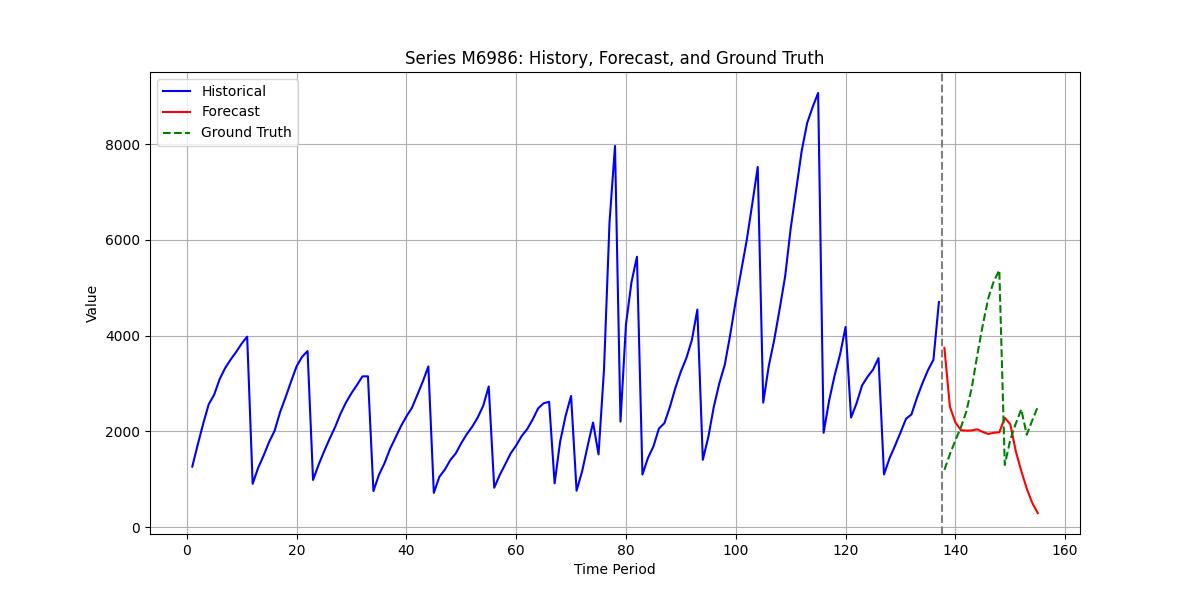 Series M6986: History, Forecast, and Ground Truth
Historical
Forecast
Ground Truth
8000
6000
4000
2000
0
Value
0 20 40 60 80 100 120 140 160
Time Period